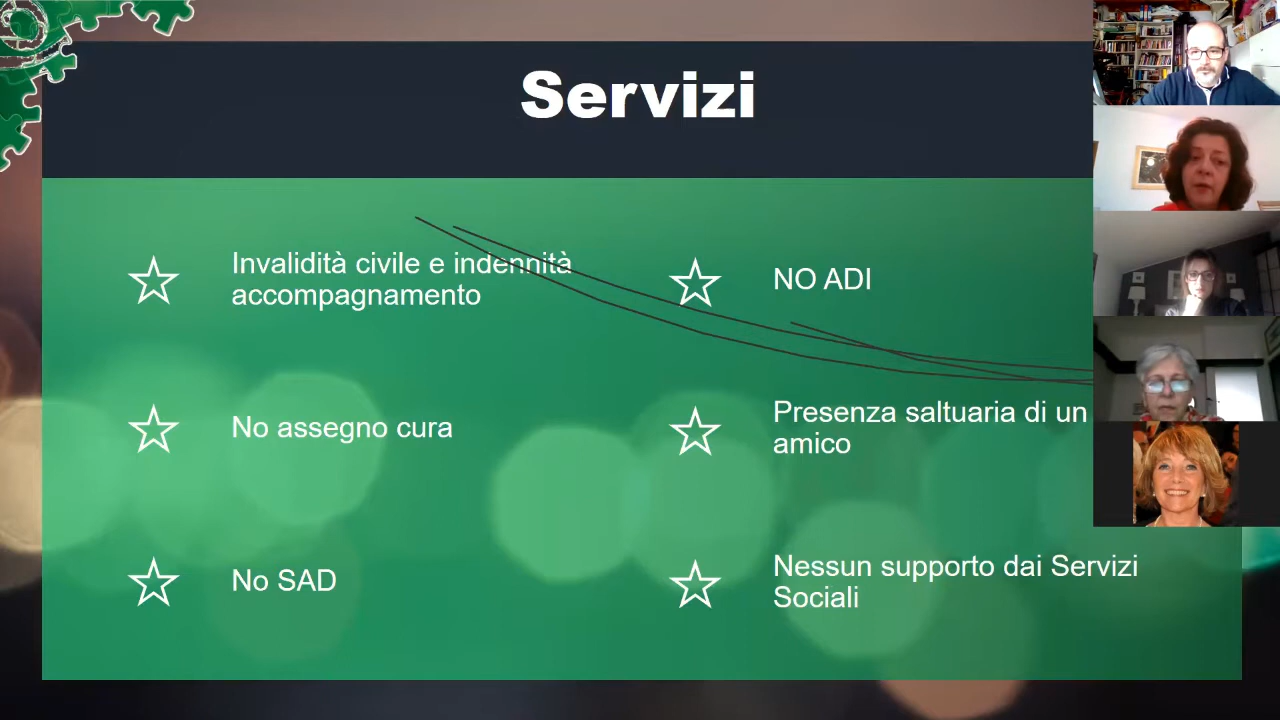 Servizi
Invalidità civile e indennità
accompagnamento
NO ADI
No assegno cura
Presenza saltuaria di un
amico
No SAD
Nessun supporto dai Servizi
Sociali